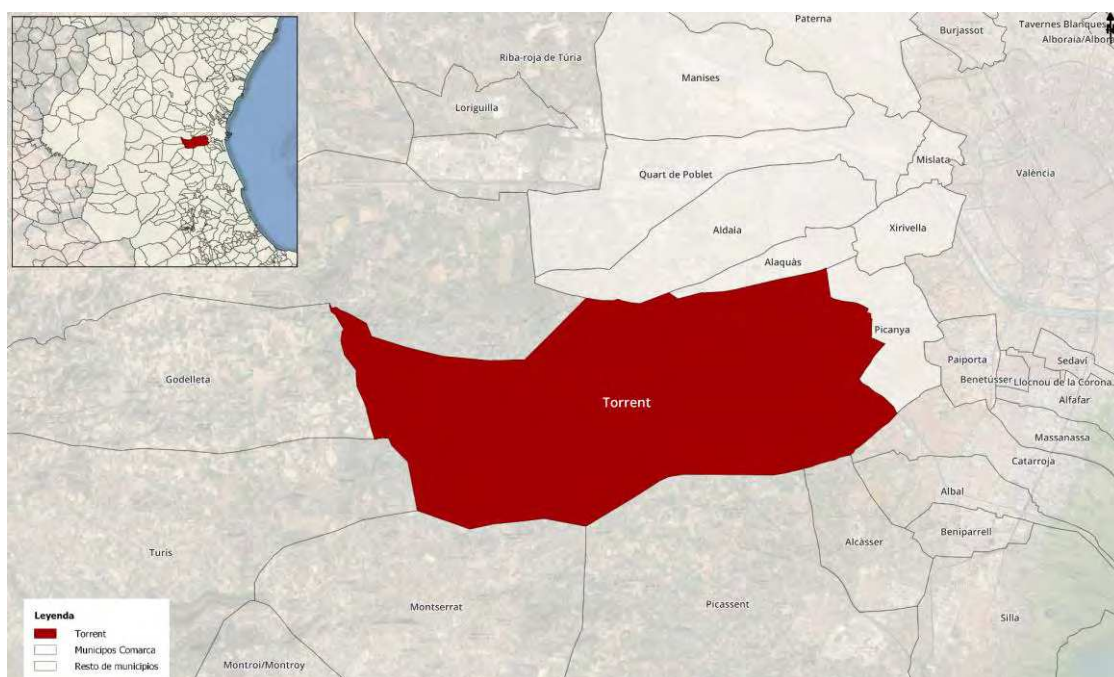 Paterna
Burjassot
Tavernes Blanques
Alboraia/Albora
N
Riba-roja de Túria
Manises
Loriguilla
Mislata
Quart de Poblet
València
Aldaia
Xirivella
Alaquàs
Picanya
Paiporta
Sedaví
Godelleta
Benetússer
Llocnou de la Corona.
Torrent
Alfafar
Massanassa
Catarroja
Albal
Beniparrell
Alcàsser
Turís
Montserrat
Picassent
Silla
Montroi/Montroy
Leyenda
Torrent
Municipos Comarca
Resto de municipios